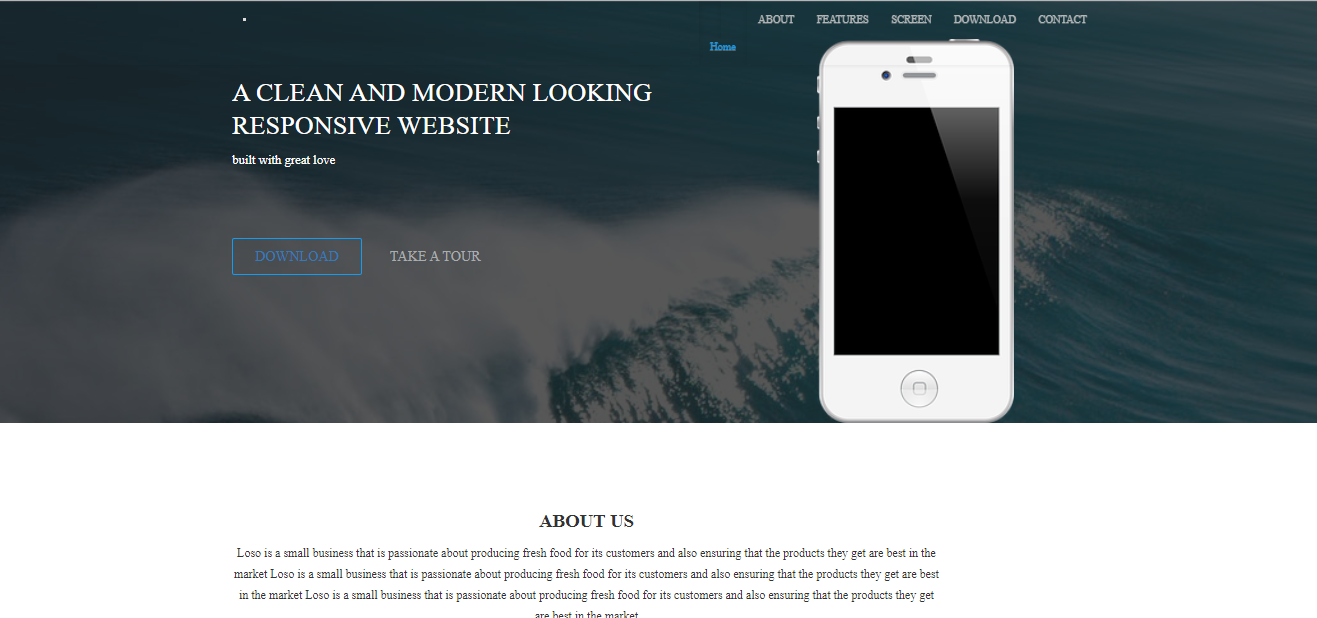 ABOUT FEATURES SCREEN DOWNLOAD CONTACT
Home
A CLEAN AND MODERN LOOKING
RESPONSIVE WEBSITE
built with great love
DOWNLOAD TAKE A TOUR
ABOUT US
Loso is a small business that is passionate about producing fresh food for its customers and also ensuring that the products they get are best in the
market Loso is a small business that is passionate about producing fresh food for its customers and also ensuring that the products they get are best
in the market Loso is a small business that is passionate about producing fresh food for its customers and also ensuring that the products they get
are best in the market